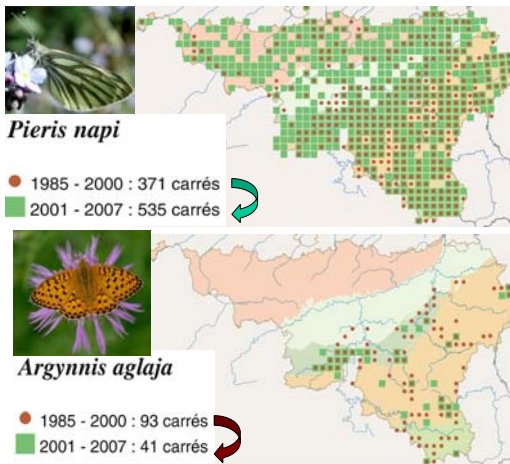 Pieris napi
1985 - 2000 : 371 carrés
2001 - 2007 : 535 carrés
Argynnis aglaja
1985 - 2000 : 93 carrés
2001 - 2007 : 41 carrés